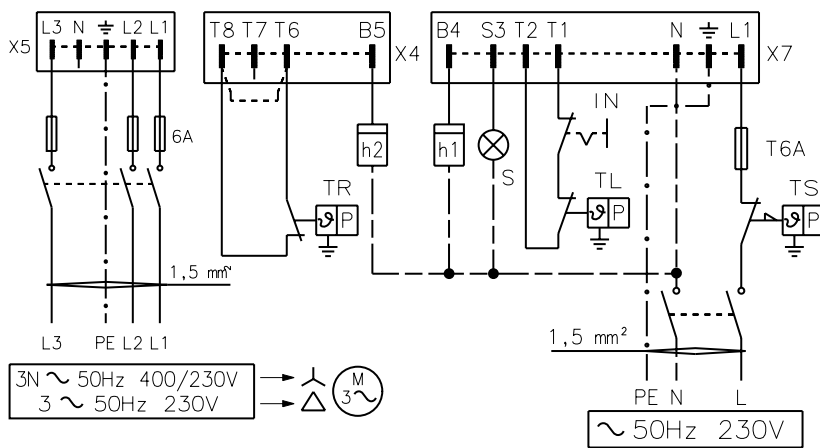 L3 N L2 L1
X5
T8 T7 T6 B5
X4
B4 S3 T2 T1 N L1
X7
6A
h2
h1
S
IN
T6A
TR
ϑ P
TL
ϑ P
TS
ϑ P
1,5 mm²
1,5 mm²
L3 PE L2 L1
3N ~ 50Hz 400/230V
3 ~ 50Hz 230V
M
3~
PE N L
~ 50Hz 230V